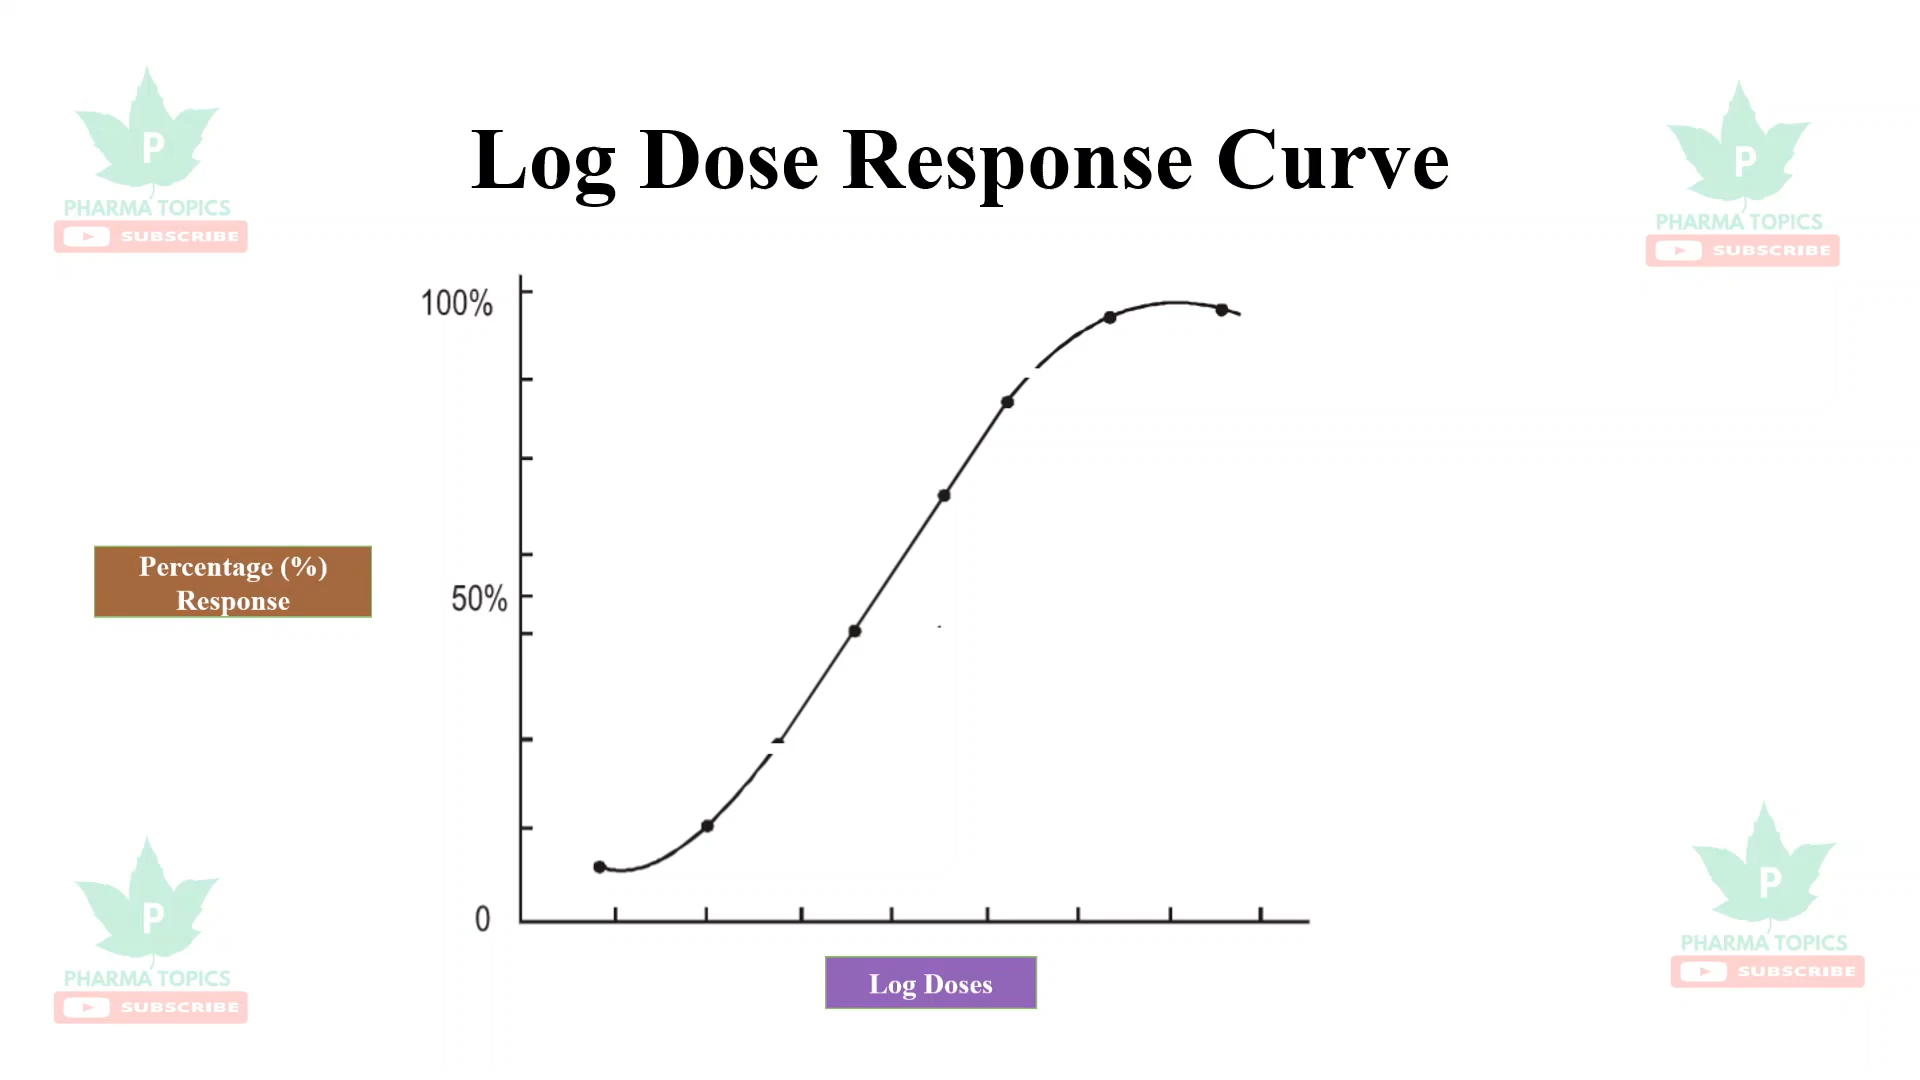 P
PHARMA TOPICS
SUBSCRIBE
Log Dose Response Curve
P
PHARMA TOPICS
SUBSCRIBE
100%
Percentage (%)
Response
50%
0
Log Doses
P
PHARMA TOPICS
SUBSCRIBE
P
PHARMA TOPICS
SUBSCRIBE